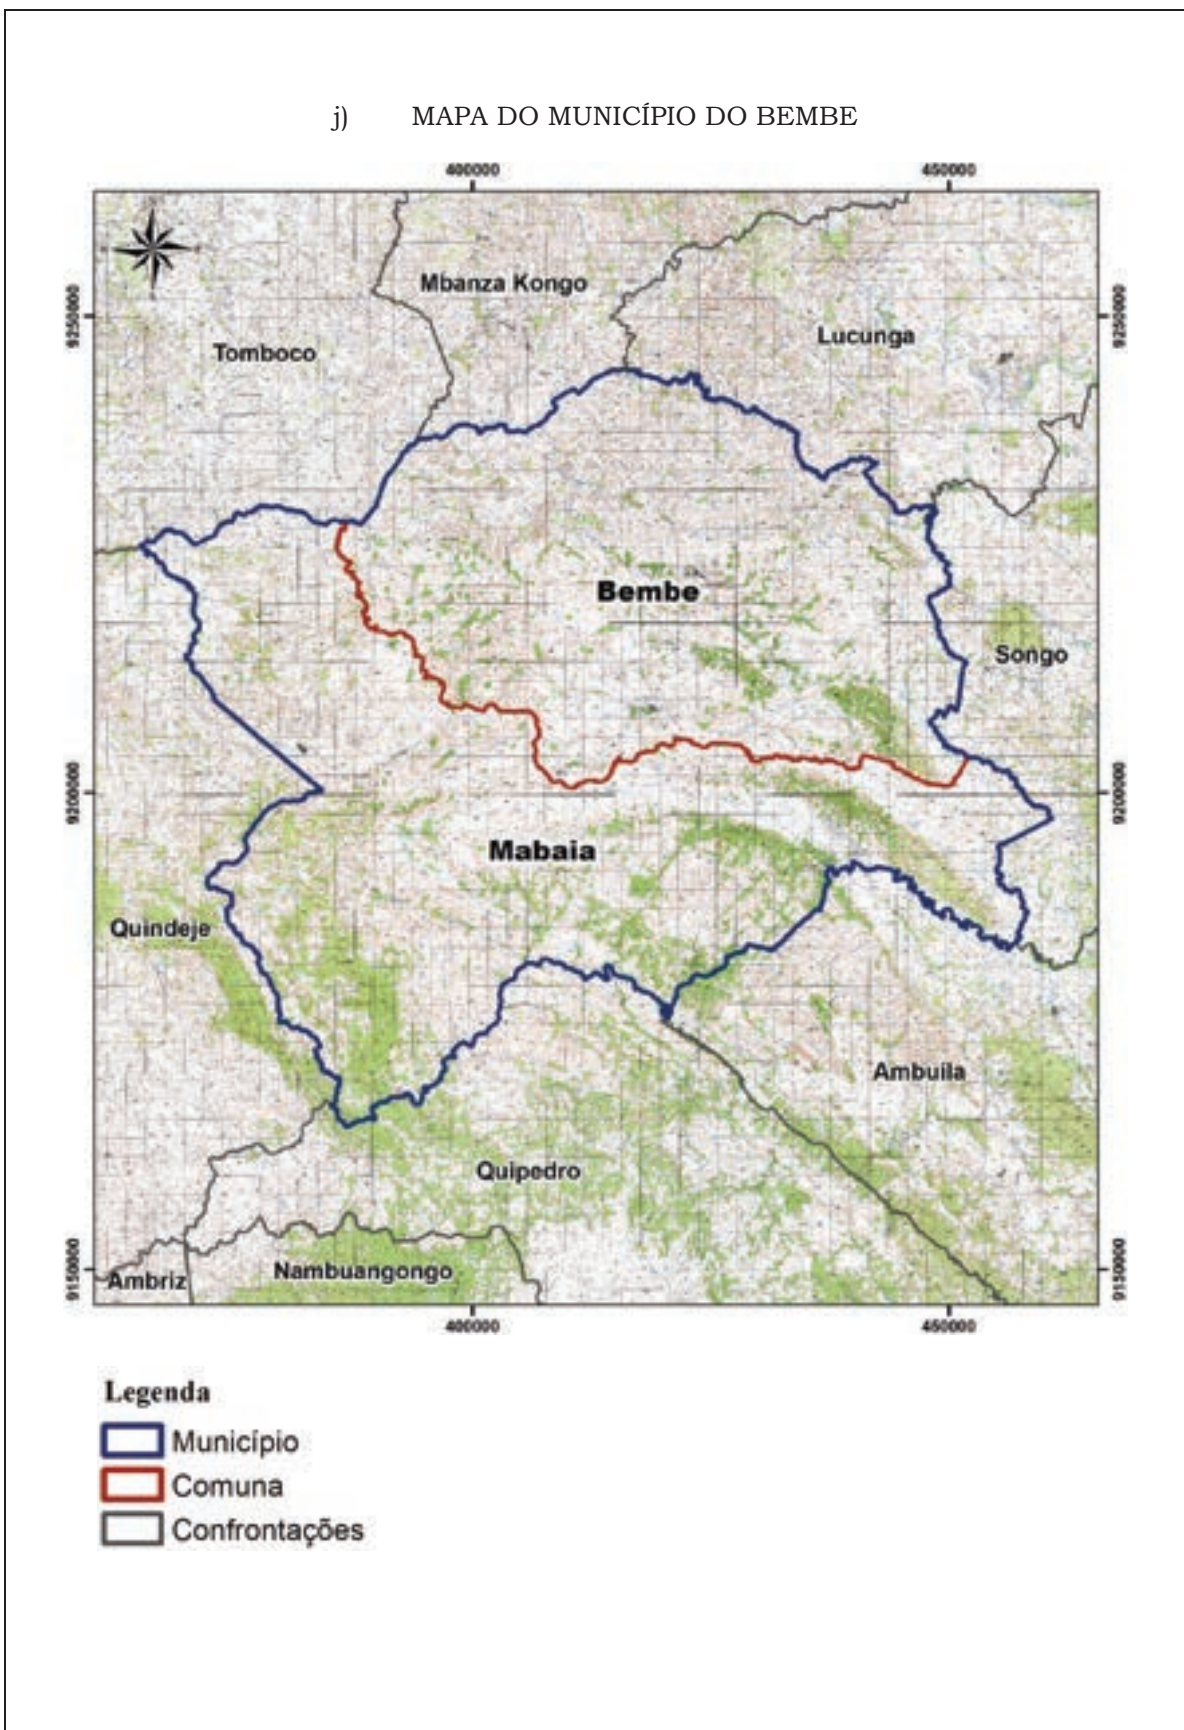 j) MAPA DO MUNICÍPIO DO BEMBE
400000 450000
Mbanza Kongo
9250000 9250000
Lucunga
Tomboco
Bembe
Songo
9200000 9200000
Mabaia
Quindeje
Ambuila
Quipedro
9150000 9150000
Nambuangongo
Ambriz
400000 450000
Legenda
Município
Comuna
Confrontações